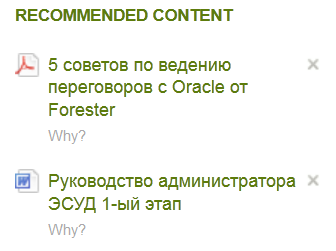 RECOMMENDED CONTENT
5 советов по ведению
переговоров с Oracle от
Forester
Why?
Руководство администратора
ЭСУД 1-ый этап
Why?